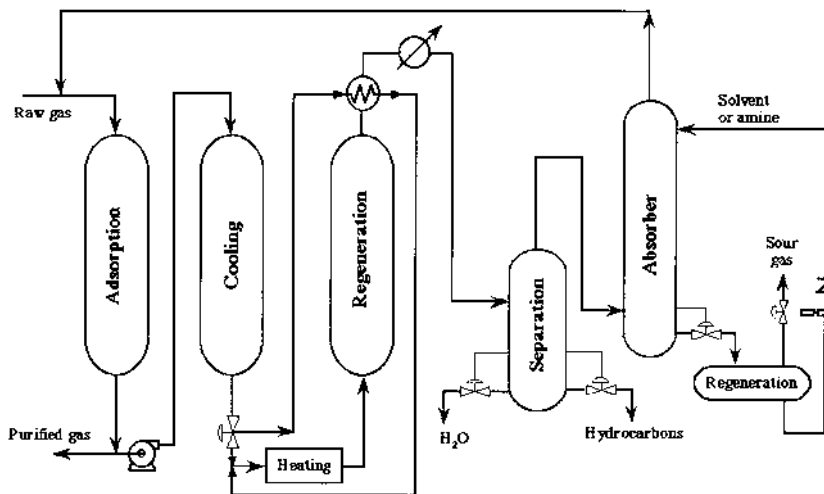 Raw gas
Adsorption
Cooling
Regeneration
Solvent
or amine
Absorber
Sour
gas
Separation
Regeneration
Purified gas
Heating
H₂O
Hydrocarbons